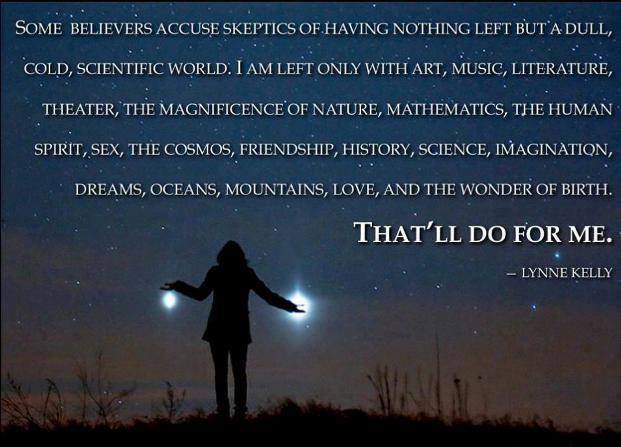 Some believers accuse skeptics of having nothing left but a dull,
cold, scientific world. I am left only with art, music, literature,
theater, the magnificence of nature, mathematics, the human
spirit, sex, the cosmos, friendship, history, science, imagination,
dreams, oceans, mountains, love, and the wonder of birth.
That'll do for me.
– Lynne Kelly